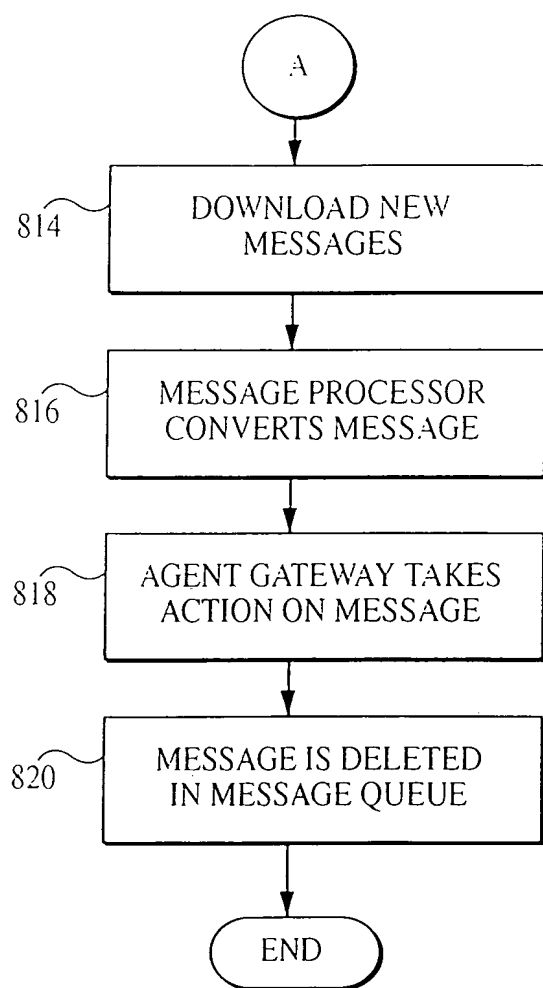 A
814
DOWNLOAD NEW
MESSAGES
816
MESSAGE PROCESSOR
CONVERTS MESSAGE
818
AGENT GATEWAY TAKES
ACTION ON MESSAGE
820
MESSAGE IS DELETED
IN MESSAGE QUEUE
END